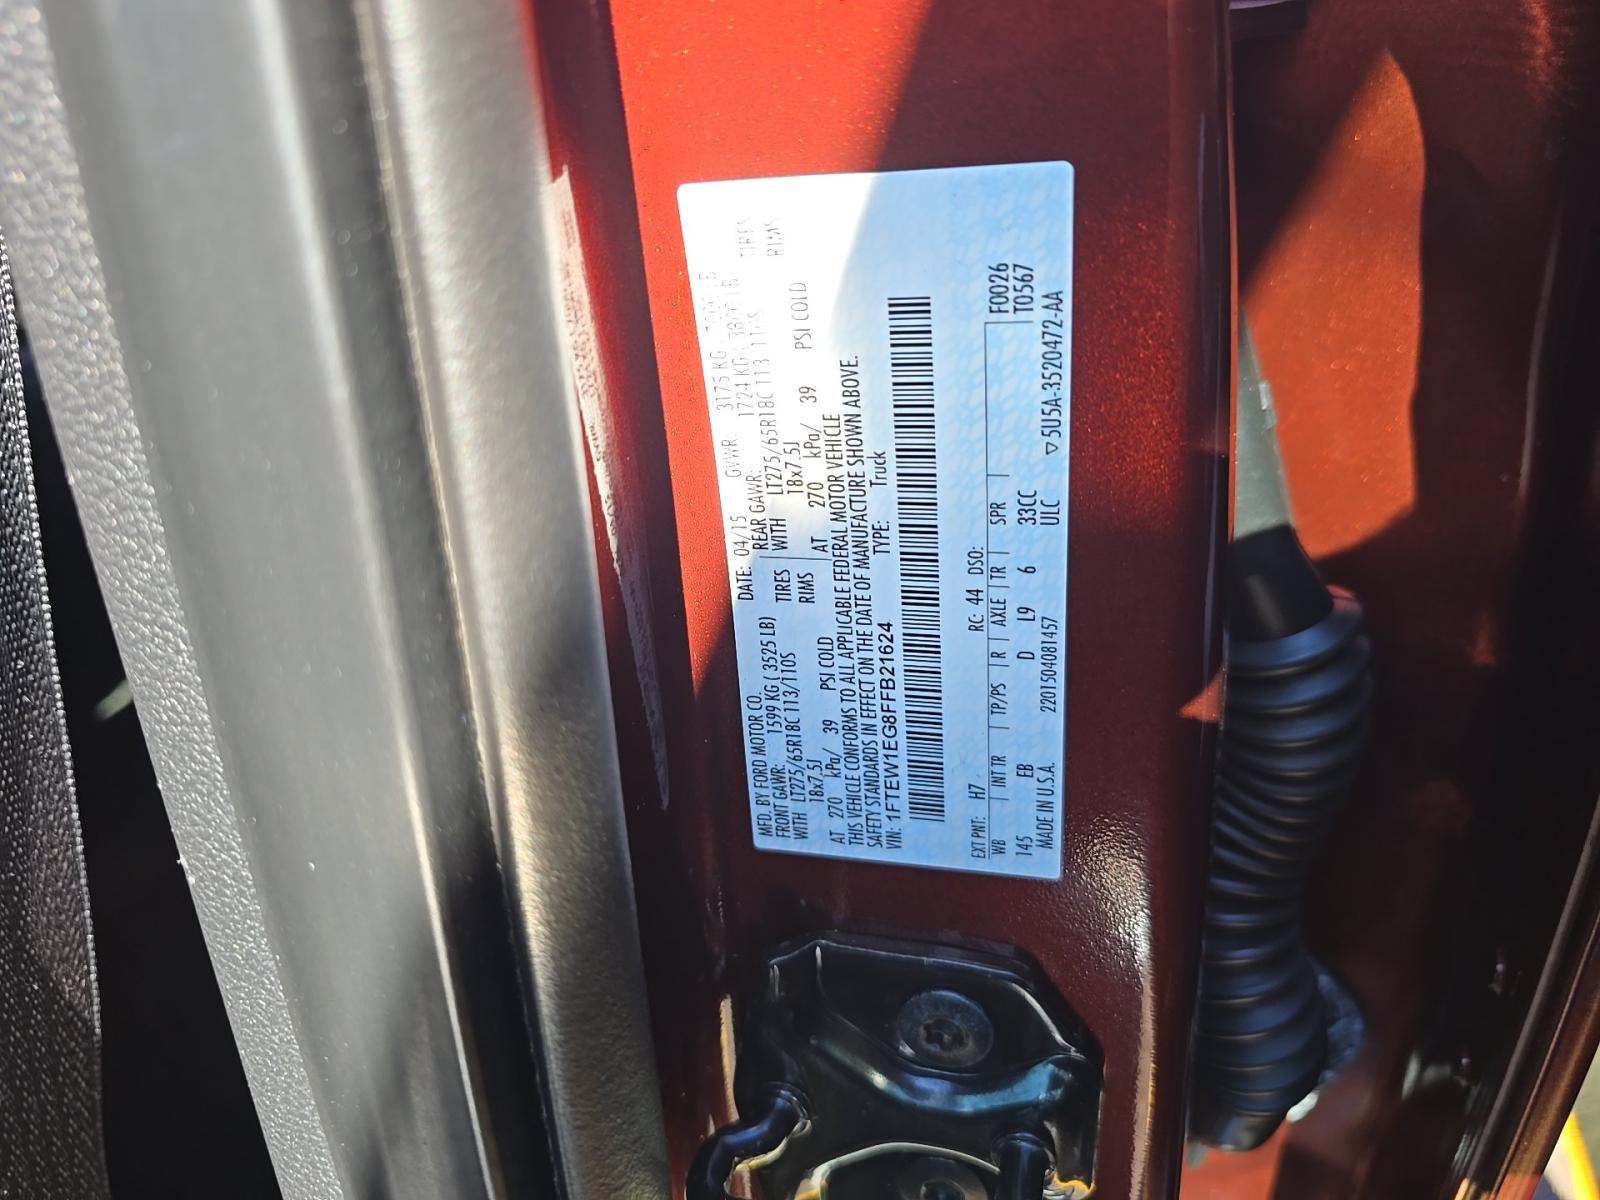 MFD. BY FORD MOTOR CO.
DATE: 04/15 GVWR 3175 KG
FRONT GAWR: 1599 KG ( 3525 LB)
REAR GAWR: 1724 KG LB
WITH LT275/65R18C 113/110S TIRES
WITH LT275/65R18C113 110S TIRES
18x7.5J RIMS
18x7.5J RIMS
AT 270 kPa/ 39 PSI COLD
AT 270 kPa/ 39 PSI COLD
THIS VEHICLE CONFORMS TO ALL APPLICABLE FEDERAL MOTOR VEHICLE
SAFETY STANDARDS IN EFFECT ON THE DATE OF MANUFACTURE SHOWN ABOVE.
VIN: 1FTEW1EG8FFB21624
TYPE: Truck
EXT PNT: H7 RC: 44 DSO: F0026
WB INT TR TP/PS R AXLE TR SPR T0567
145 EB D L9 6 33CC
MADE IN U.S.A. 2201504081457 ULC ▽5U5A-3520472-AA